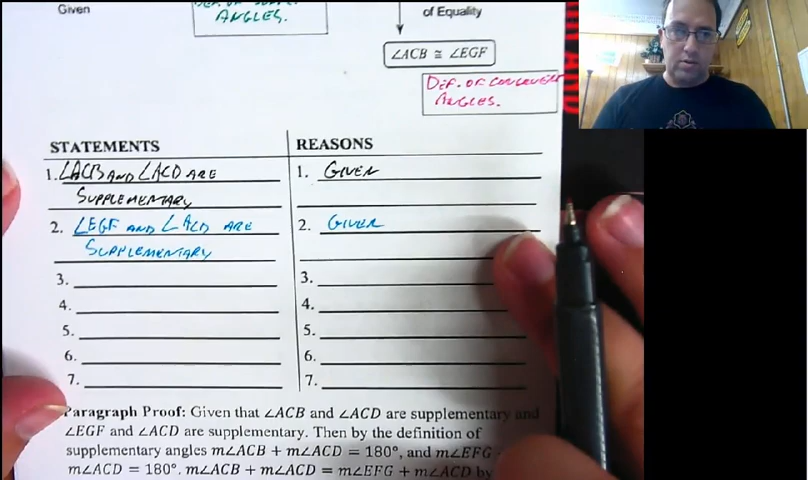 Given
ANGLES.
of Equality
∠ACB ≅ ∠EGF
DEF. OF CONGRUENT
ANGLES.
STATEMENTS
REASONS
1. ∠ACB AND ∠ACD ARE
SUPPLEMENTARY
1. GIVEN
2. ∠EGF AND ∠ACD ARE
SUPPLEMENTARY
2. GIVEN
3.
3.
4.
4.
5.
5.
6.
6.
7.
7.
Paragraph Proof: Given that ∠ACB and ∠ACD are supplementary and
∠EGF and ∠ACD are supplementary. Then by the definition of
supplementary angles m∠ACB + m∠ACD = 180°, and m∠EFG
m∠ACD = 180°. m∠ACB + m∠ACD = m∠EFG + m∠ACD by